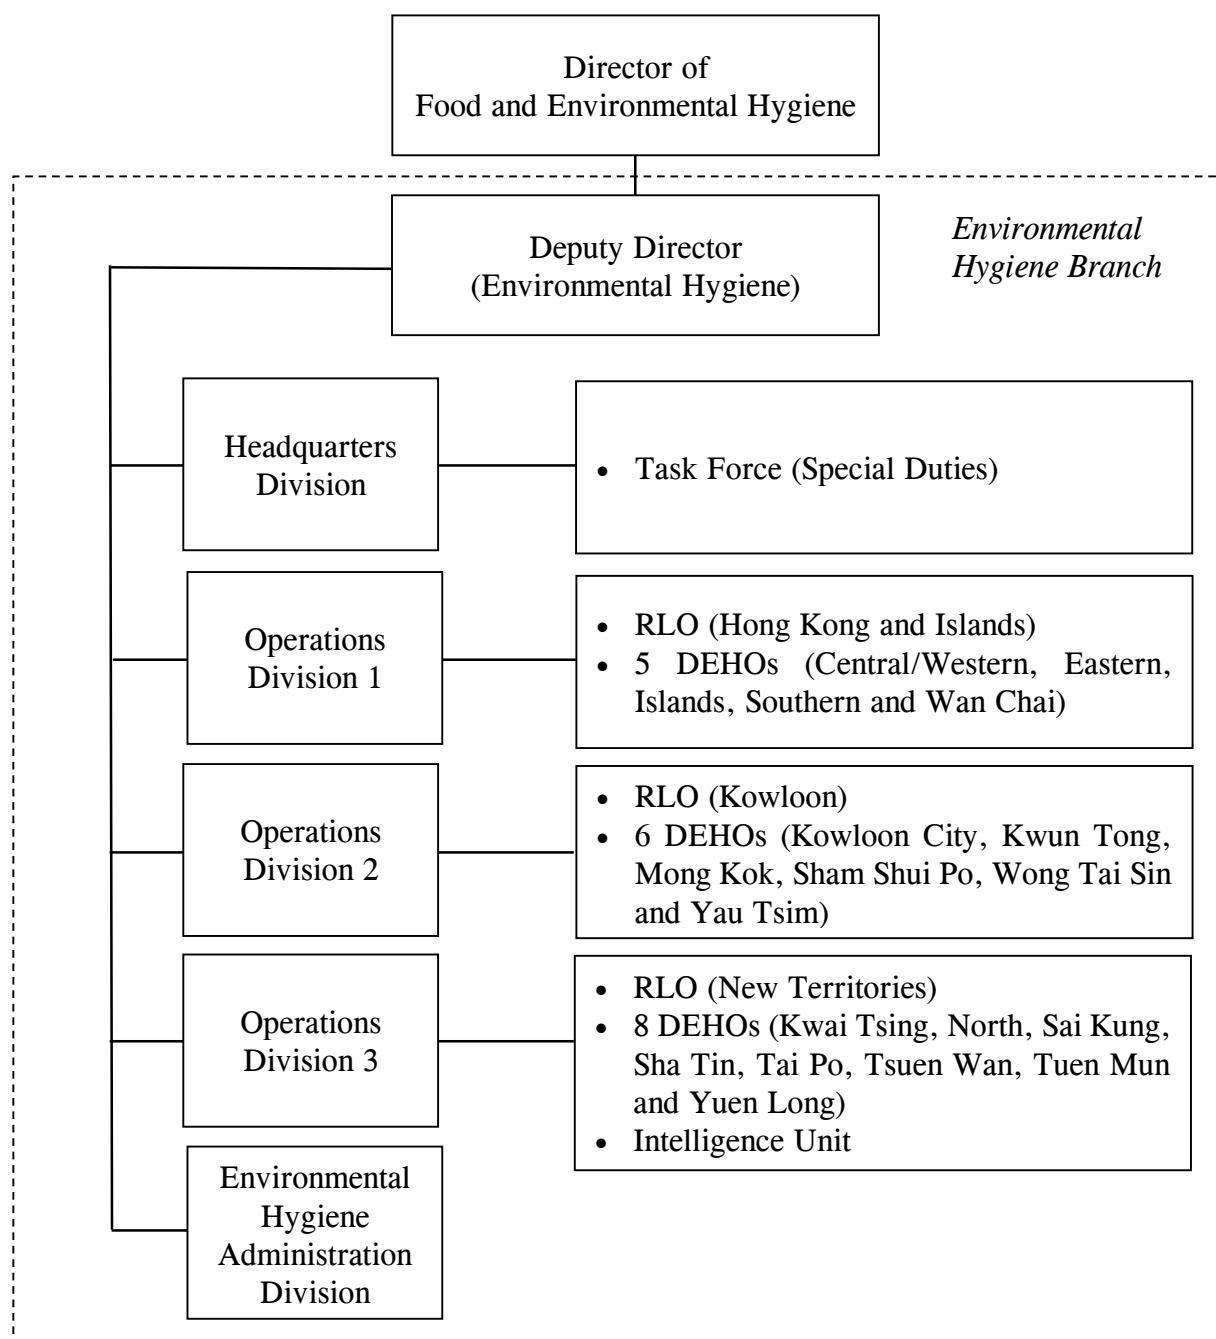 Director of
Food and Environmental Hygiene
Deputy Director
(Environmental Hygiene)
Environmental
Hygiene Branch
Headquarters
Division
• Task Force (Special Duties)
Operations
Division 1
• RLO (Hong Kong and Islands)
• 5 DEHOs (Central/Western, Eastern,
Islands, Southern and Wan Chai)
Operations
Division 2
• RLO (Kowloon)
• 6 DEHOs (Kowloon City, Kwun Tong,
Mong Kok, Sham Shui Po, Wong Tai Sin
and Yau Tsim)
Operations
Division 3
• RLO (New Territories)
• 8 DEHOs (Kwai Tsing, North, Sai Kung,
Sha Tin, Tai Po, Tsuen Wan, Tuen Mun
and Yuen Long)
• Intelligence Unit
Environmental
Hygiene
Administration
Division